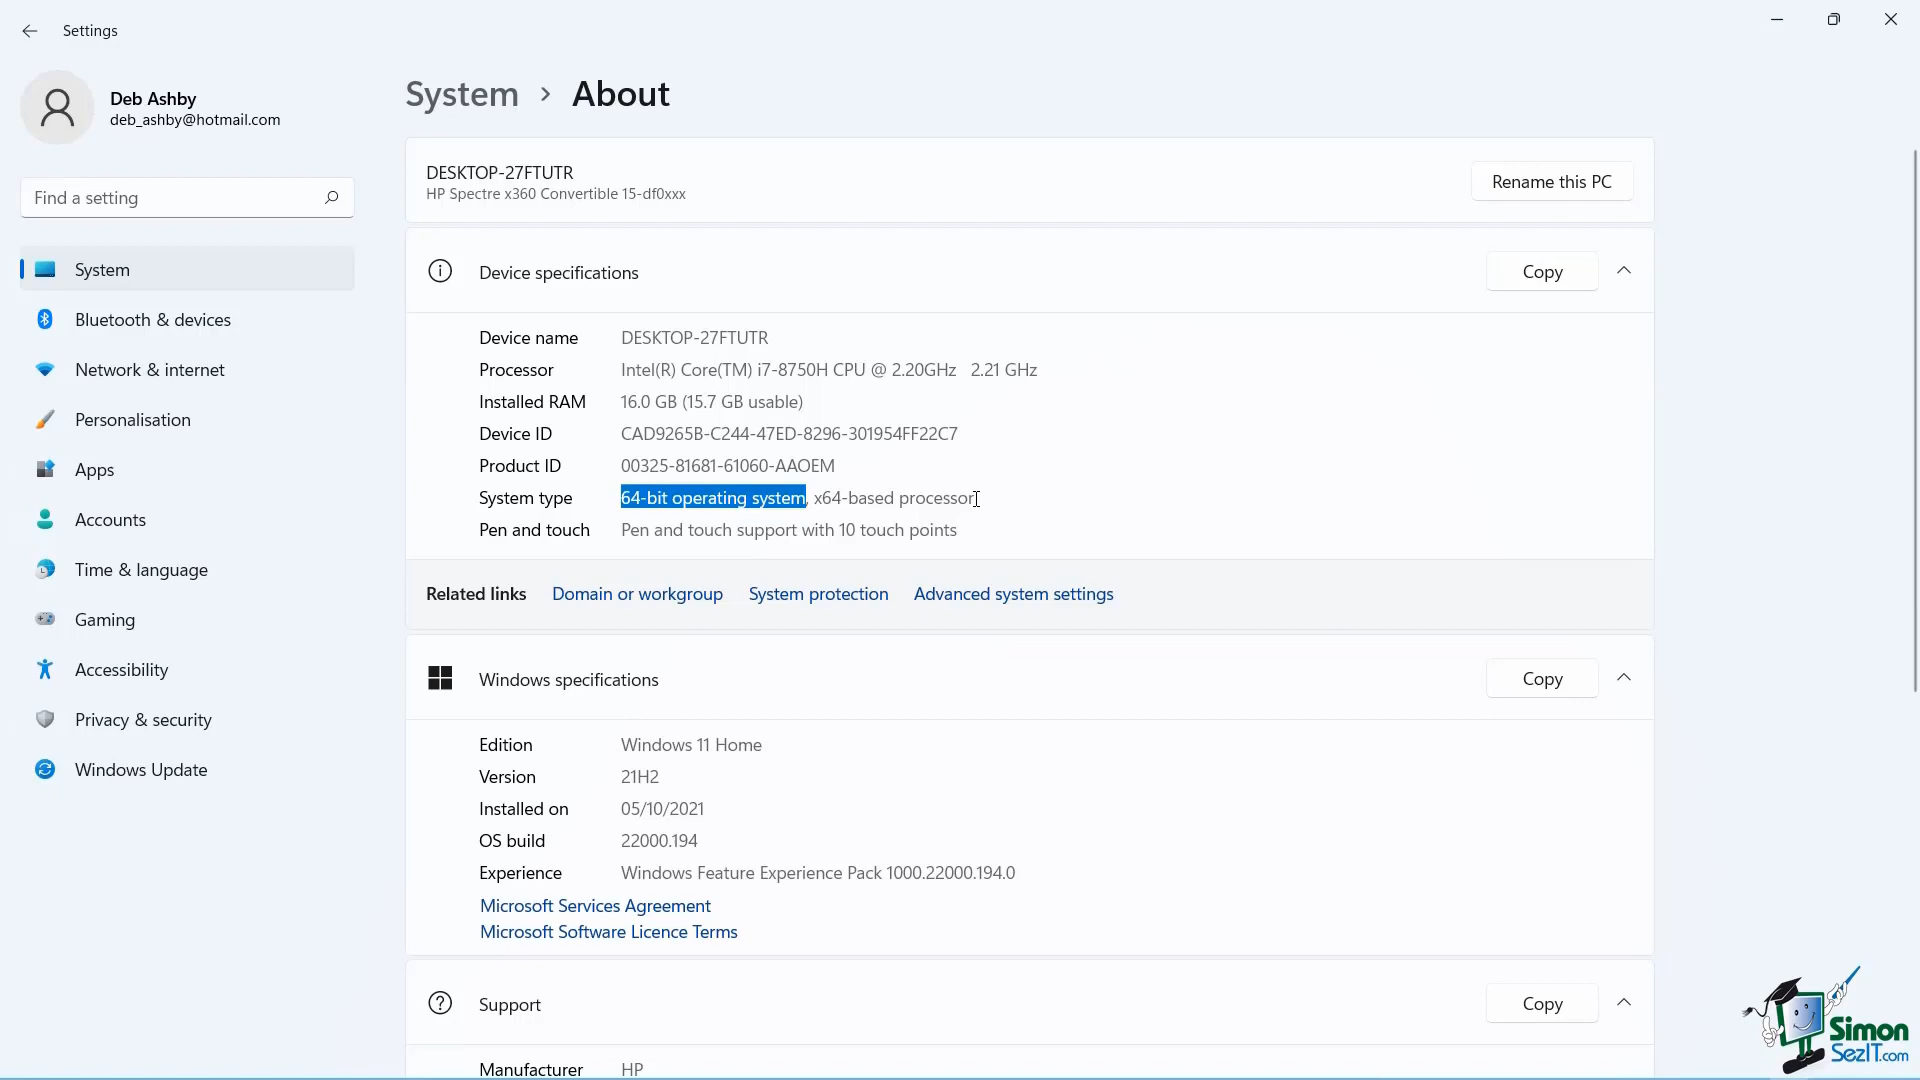 Settings
Deb Ashby
deb_ashby@hotmail.com
Find a setting
System
Bluetooth & devices
Network & internet
Personalisation
Apps
Accounts
Time & language
Gaming
Accessibility
Privacy & security
Windows Update
System > About
DESKTOP-27FTUTR
HP Spectre x360 Convertible 15-df0xxx
Rename this PC
Device specifications
Copy
Device name DESKTOP-27FTUTR
Processor Intel(R) Core(TM) i7-8750H CPU @ 2.20GHz 2.21 GHz
Installed RAM 16.0 GB (15.7 GB usable)
Device ID CAD9265B-C244-47ED-8296-301954FF22C7
Product ID 00325-81681-61060-AAOEM
System type 64-bit operating system, x64-based processor
Pen and touch Pen and touch support with 10 touch points
Related links Domain or workgroup System protection Advanced system settings
Windows specifications
Copy
Edition Windows 11 Home
Version 21H2
Installed on 05/10/2021
OS build 22000.194
Experience Windows Feature Experience Pack 1000.22000.194.0
Microsoft Services Agreement
Microsoft Software Licence Terms
Support
Copy
Manufacturer HP
Simon
SezIT.com